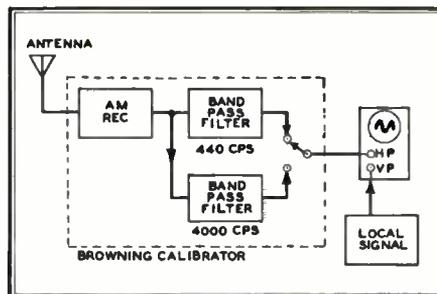 ANTENNA
AM
REC
BAND
PASS
FILTER
440 CPS
BAND
PASS
FILTER
4000 CPS
HP
VP
LOCAL
SIGNAL
BROWNING CALIBRATOR